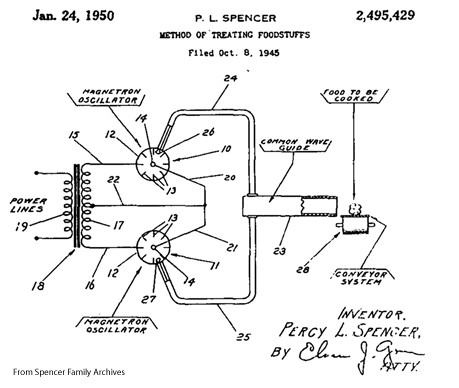 Jan. 24, 1950
P. L. SPENCER
2,495,429
METHOD OF TREATING FOODSTUFFS
Filed Oct. 8, 1945
MAGNETRON
OSCILLATOR
24
FOOD TO BE
COOKED
14
15
12
26
10
COMMON WAVE
GUIDE
20
13
22
POWER
LINES
19
17
13
23
21
28
18
16
12
11
14
27
CONVEYOR
SYSTEM
MAGNETRON
OSCILLATOR
25
INVENTOR.
PERCY L. SPENCER,
BY
ATTY.
From Spencer Family Archives